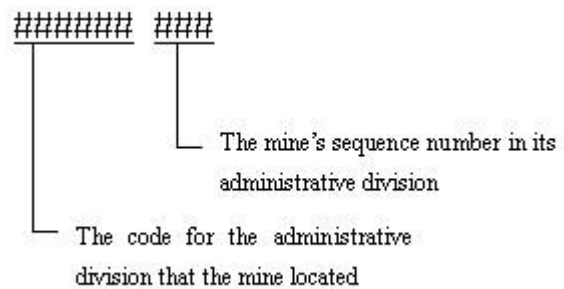 ###### ###
The mine's sequence number in its
administrative division
The code for the administrative
division that the mine located